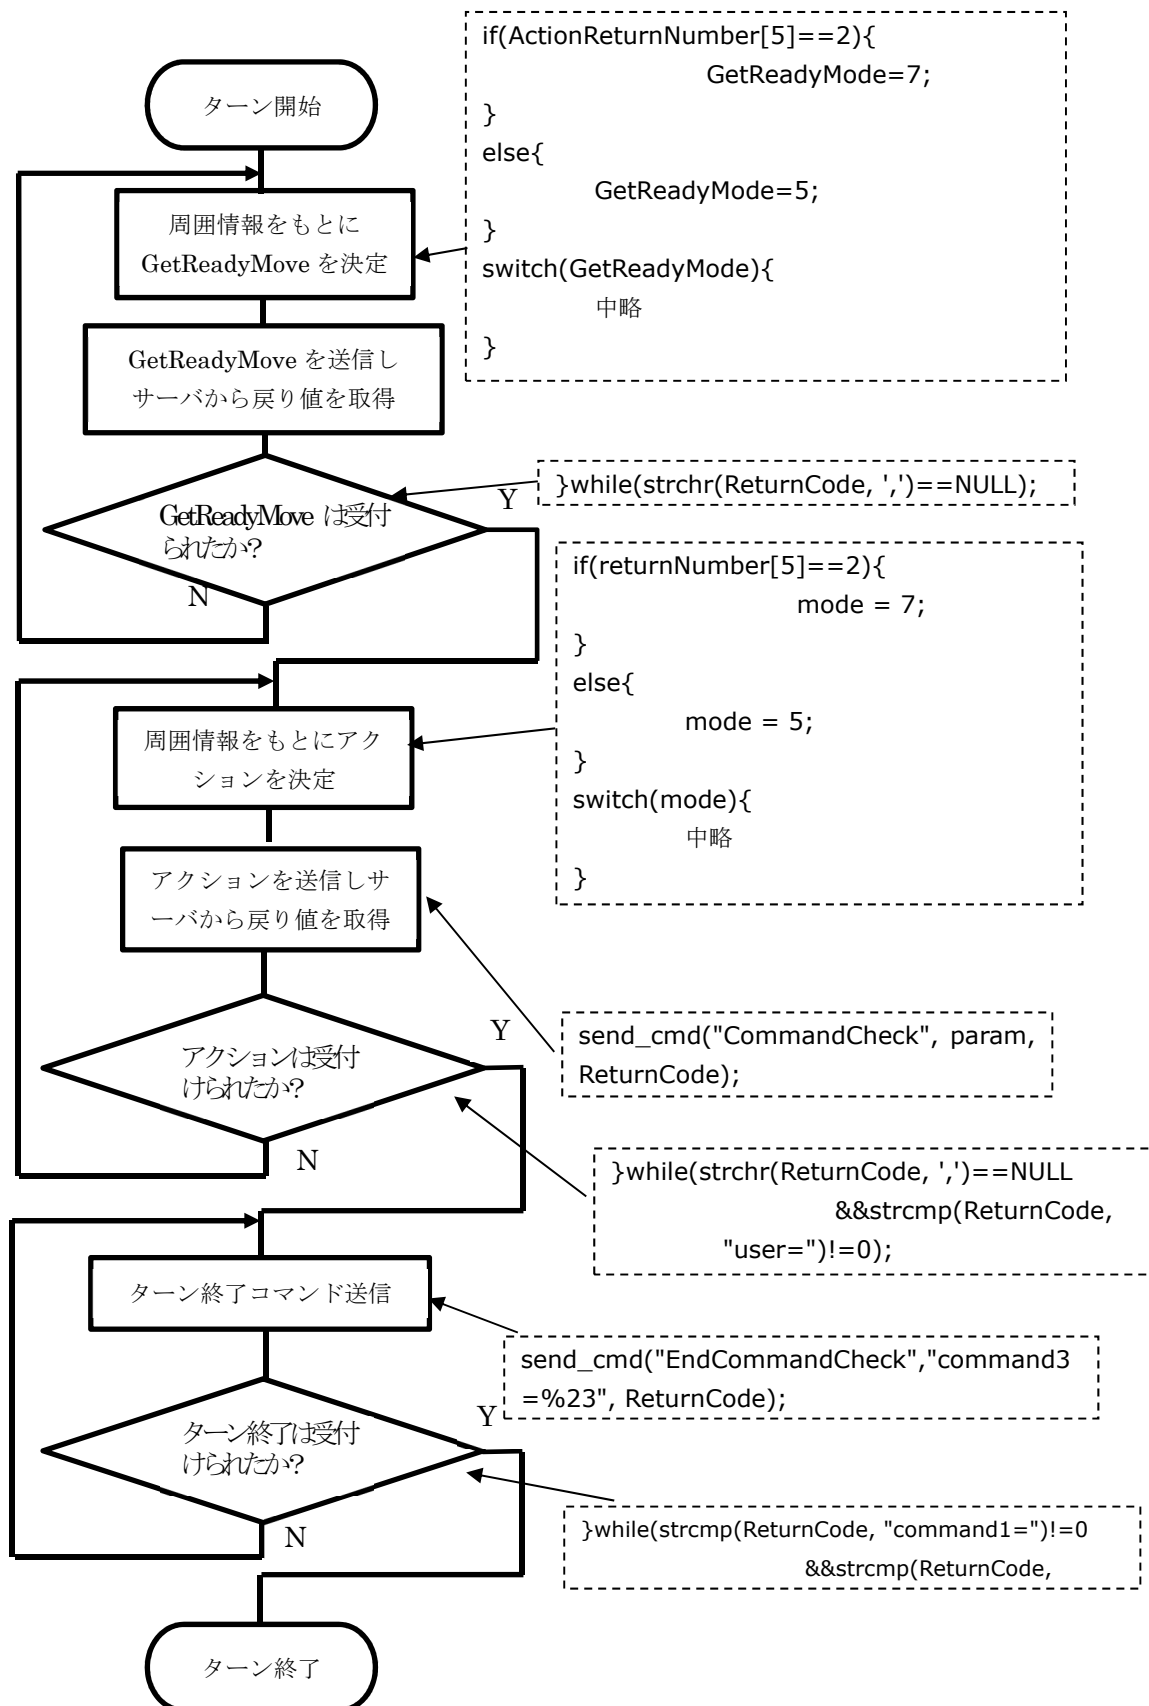 if(ActionReturnNumber[5]==2){
GetReadyMode=7;
}
else{
GetReadyMode=5;
}
switch(GetReadyMode){
中略
}
ターン開始
周囲情報をもとに
GetReadyMove を決定
GetReadyMove を送信し
サーバから戻り値を取得
}while(strchr(ReturnCode, ',')==NULL);
Y
GetReadyMove は受付
られたか?
N
if(returnNumber[5]==2){
mode = 7;
}
else{
mode = 5;
}
switch(mode){
中略
}
周囲情報をもとにアク
ションを決定
アクションを送信しサ
ーバから戻り値を取得
Y
send_cmd("CommandCheck", param,
ReturnCode);
アクションは受付
けられたか?
N
}while(strchr(ReturnCode, ',')==NULL
&&strcmp(ReturnCode,
"user=")!=0);
ターン終了コマンド送信
send_cmd("EndCommandCheck","command3
=%23", ReturnCode);
Y
ターン終了は受付
けられたか?
N
}while(strcmp(ReturnCode, "command1=")!=0
&&strcmp(ReturnCode,
ターン終了